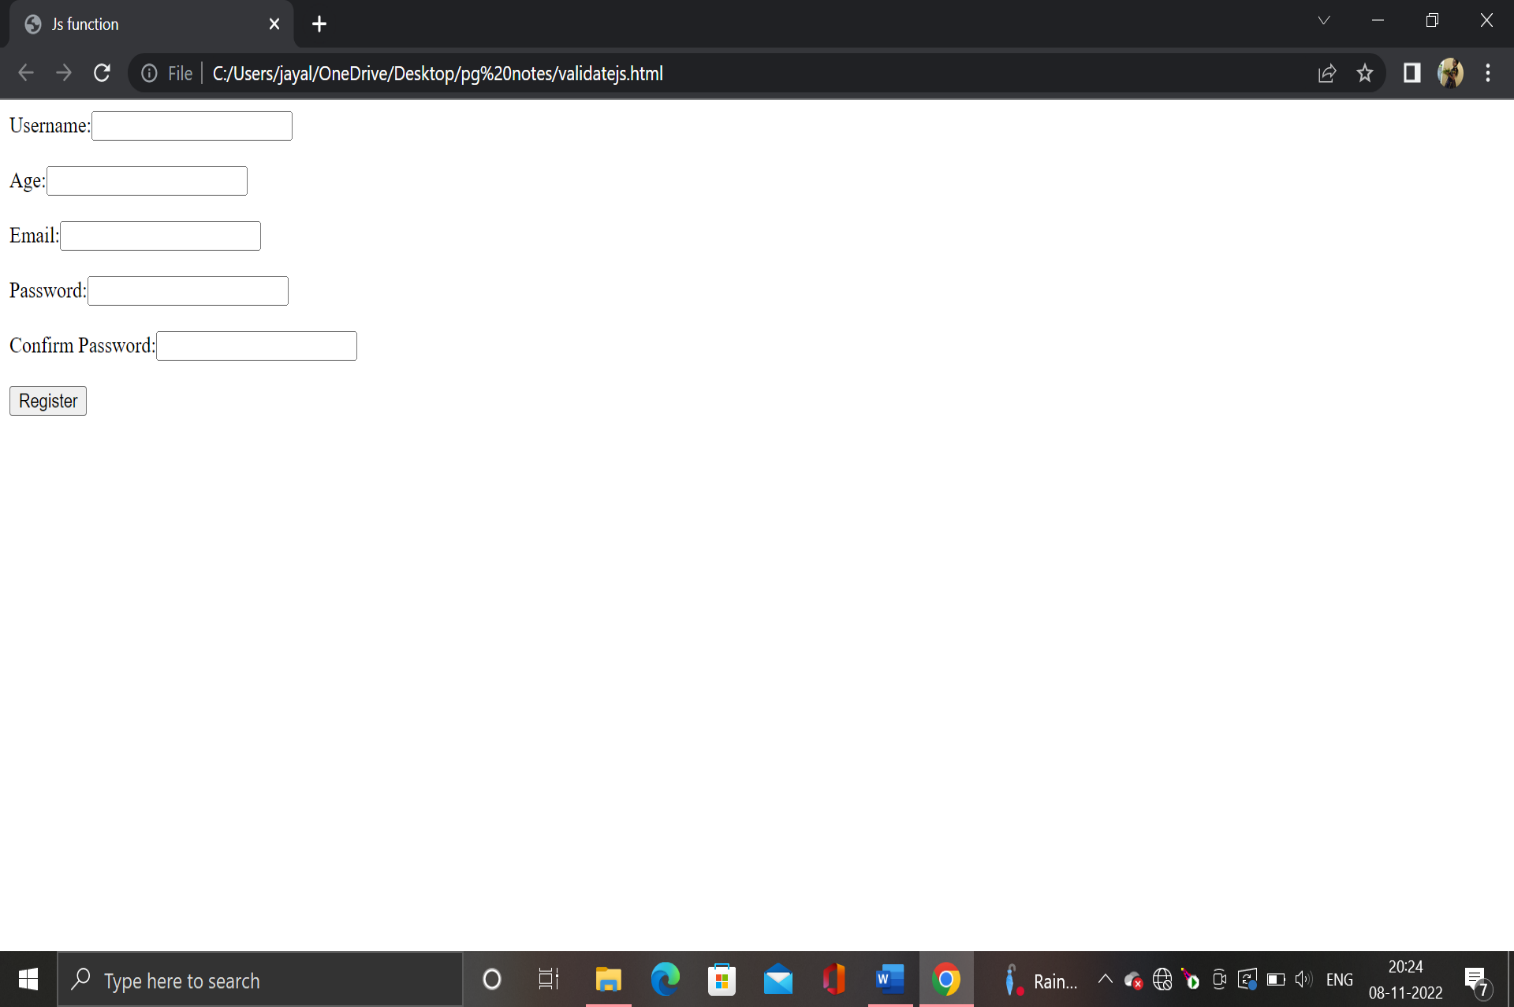 Js function
File C:/Users/jayal/OneDrive/Desktop/pg%20notes/validatejs.html
Username:
Age:
Email:
Password:
Confirm Password:
Register
Type here to search
W
Rain...
ENG
20:24
08-11-2022
7